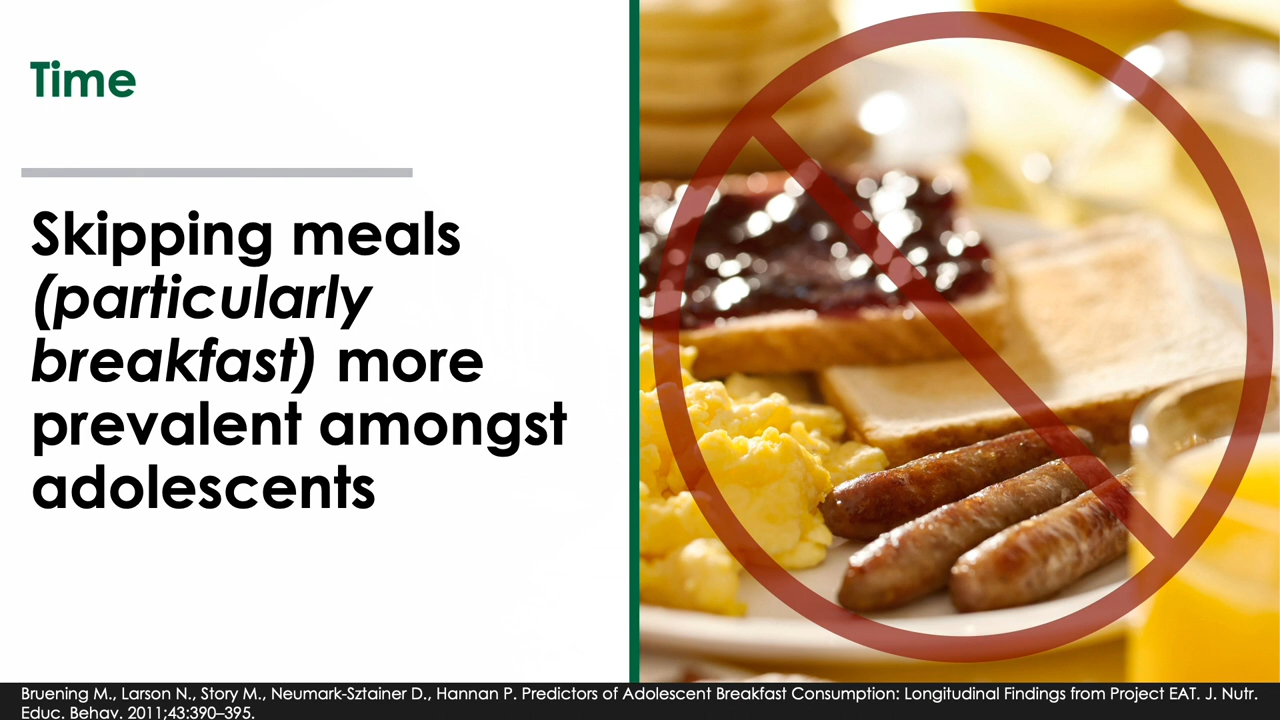 Time
Skipping meals
(particularly
breakfast) more
prevalent amongst
adolescents
Bruening M., Larson N., Story M., Neumark-Sztainer D., Hannan P. Predictors of Adolescent Breakfast Consumption: Longitudinal Findings from Project EAT. J. Nutr.
Educ. Behav. 2011;43:390–395.